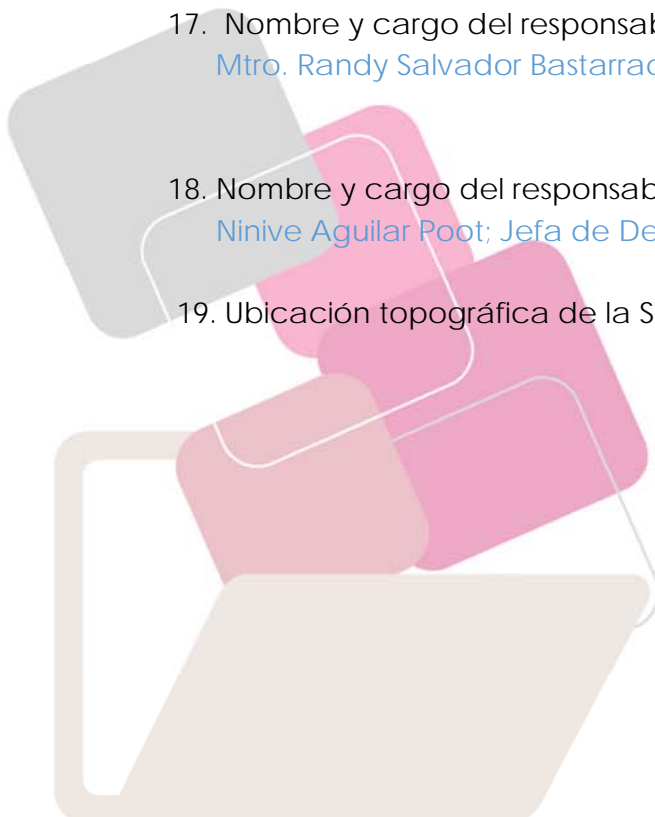 17. Nombre y cargo del responsab
Mtro. Randy Salvador Bastarrac
18. Nombre y cargo del responsab
Ninive Aguilar Poot; Jefa de De
19. Ubicación topográfica de la S